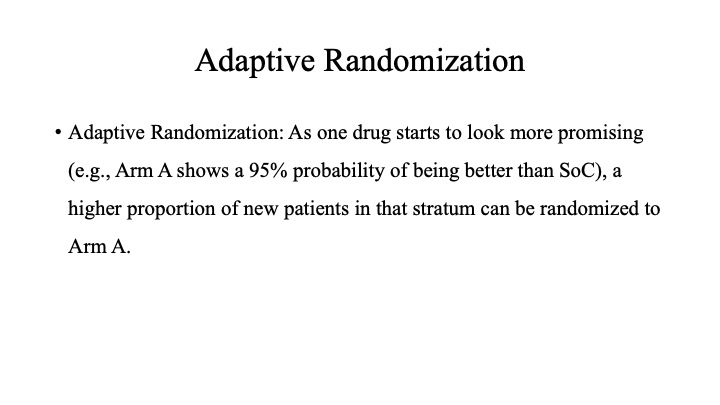 Adaptive Randomization
• Adaptive Randomization: As one drug starts to look more promising
(e.g., Arm A shows a 95% probability of being better than SoC), a
higher proportion of new patients in that stratum can be randomized to
Arm A.